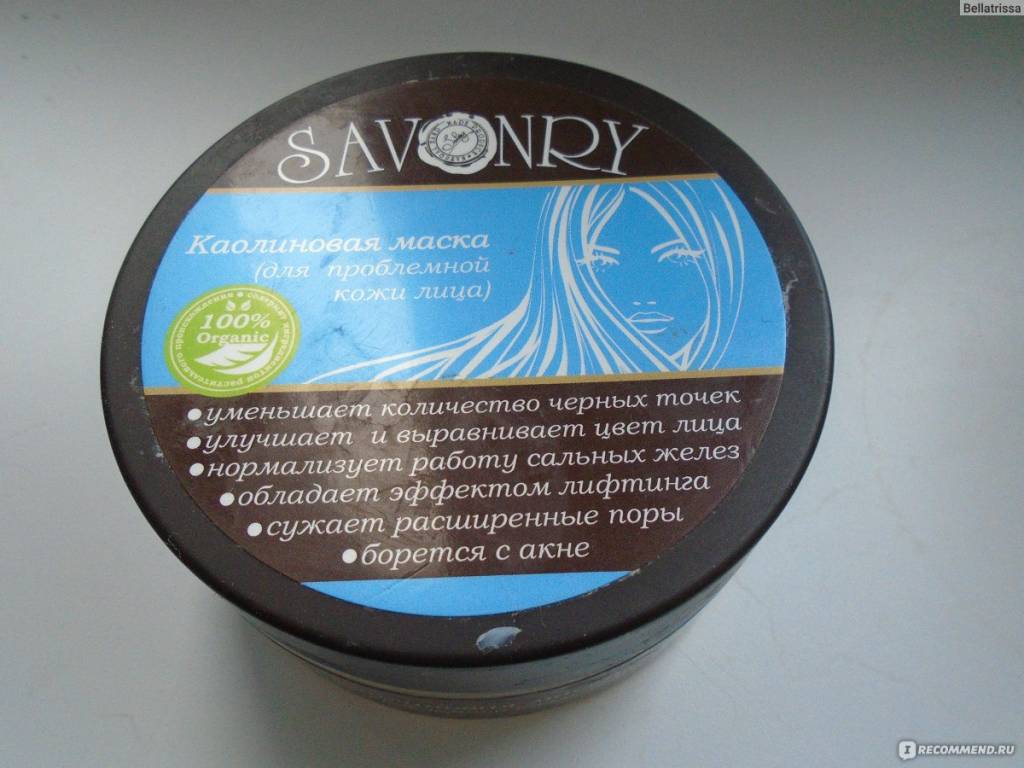 Bellatrissa
SAVONRY
Каолиновая маска
(для проблемной
кожи лица)
100%
Organic
•уменьшает количество черных точек
•улучшает и выравнивает цвет лица
•нормализует работу сальных желез
•обладает эффектом лифтинга
•сужает расширенные поры
•борется с акне
I RECOMMEND.RU